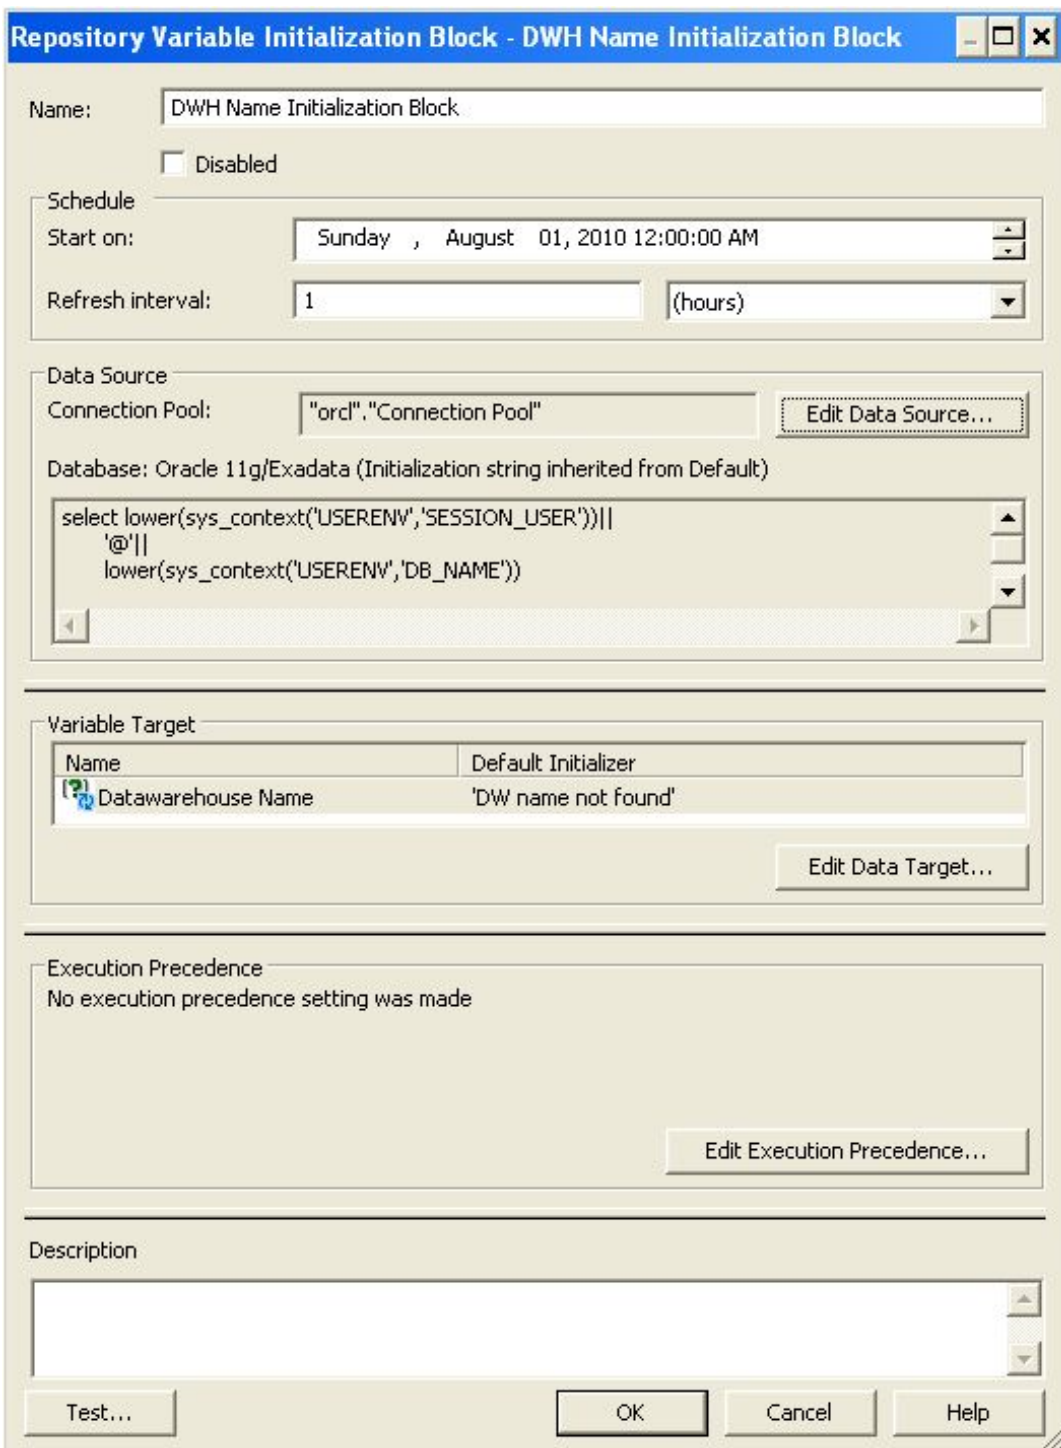 Repository Variable Initialization Block - DWH Name Initialization Block
Name: DWH Name Initialization Block
Disabled
Schedule
Start on: Sunday , August 01, 2010 12:00:00 AM
Refresh interval: 1 (hours)
Data Source
Connection Pool: "orcl"."Connection Pool" Edit Data Source...
Database: Oracle 11g/Exadata (Initialization string inherited from Default)
select lower(sys_context('USERENV','SESSION_USER'))||
'@'||
lower(sys_context('USERENV','DB_NAME'))
Variable Target
Name Default Initializer
Datawarehouse Name 'DW name not found'
Edit Data Target...
Execution Precedence
No execution precedence setting was made
Edit Execution Precedence...
Description
Test... OK Cancel Help